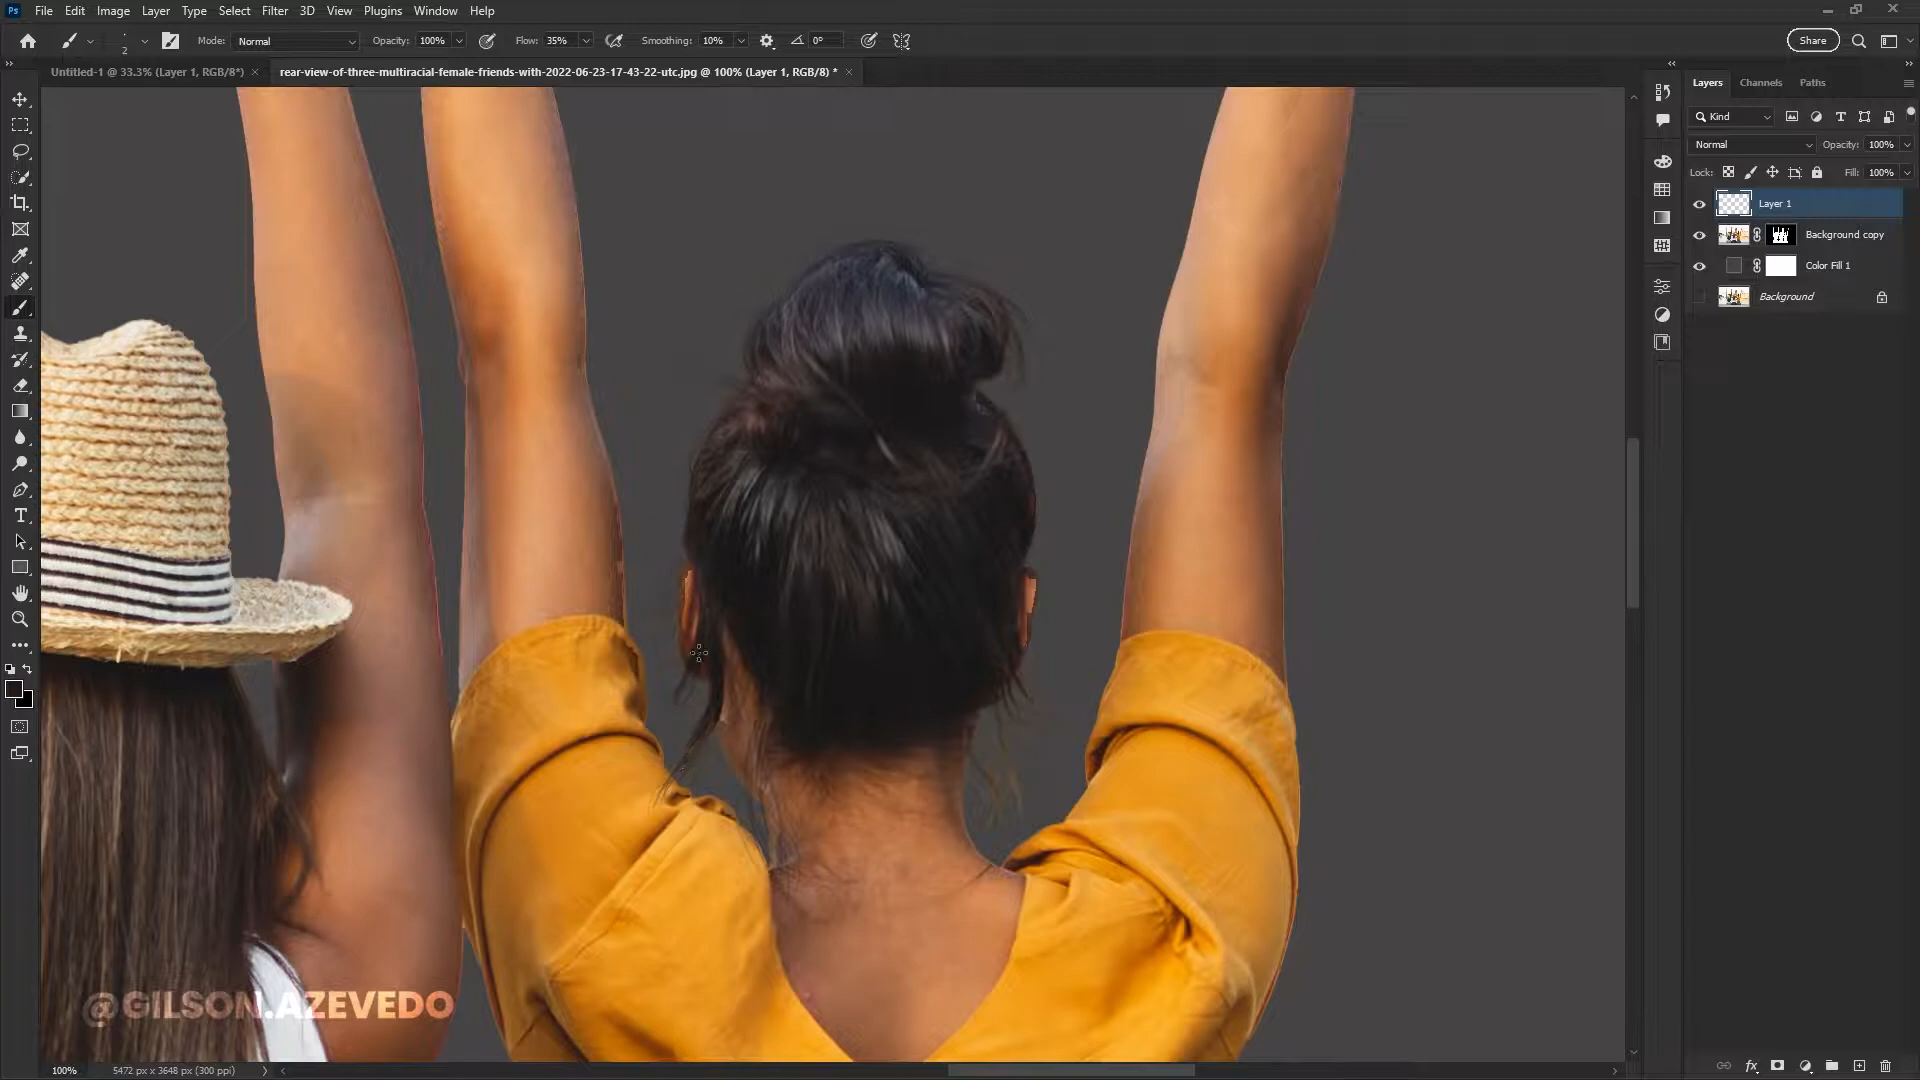 Ps File Edit Image Layer Type Select Filter 3D View Plugins Window Help
2 Mode: Normal Opacity: 100% Flow: 35% Smoothing: 10% 0° Share
Untitled-1 @ 33.3% (Layer 1, RGB/8*) × rear-view-of-three-multiracial-female-friends-with-2022-06-23-17-43-22-utc.jpg @ 100% (Layer 1, RGB/8) * ×
Layers Channels Paths
Kind
Normal Opacity: 100%
Lock: Fill: 100%
Layer 1
Background copy
Color Fill 1
Background
@GILSON.AZEVEDO
100% 5472 px x 3648 px (300 ppi)